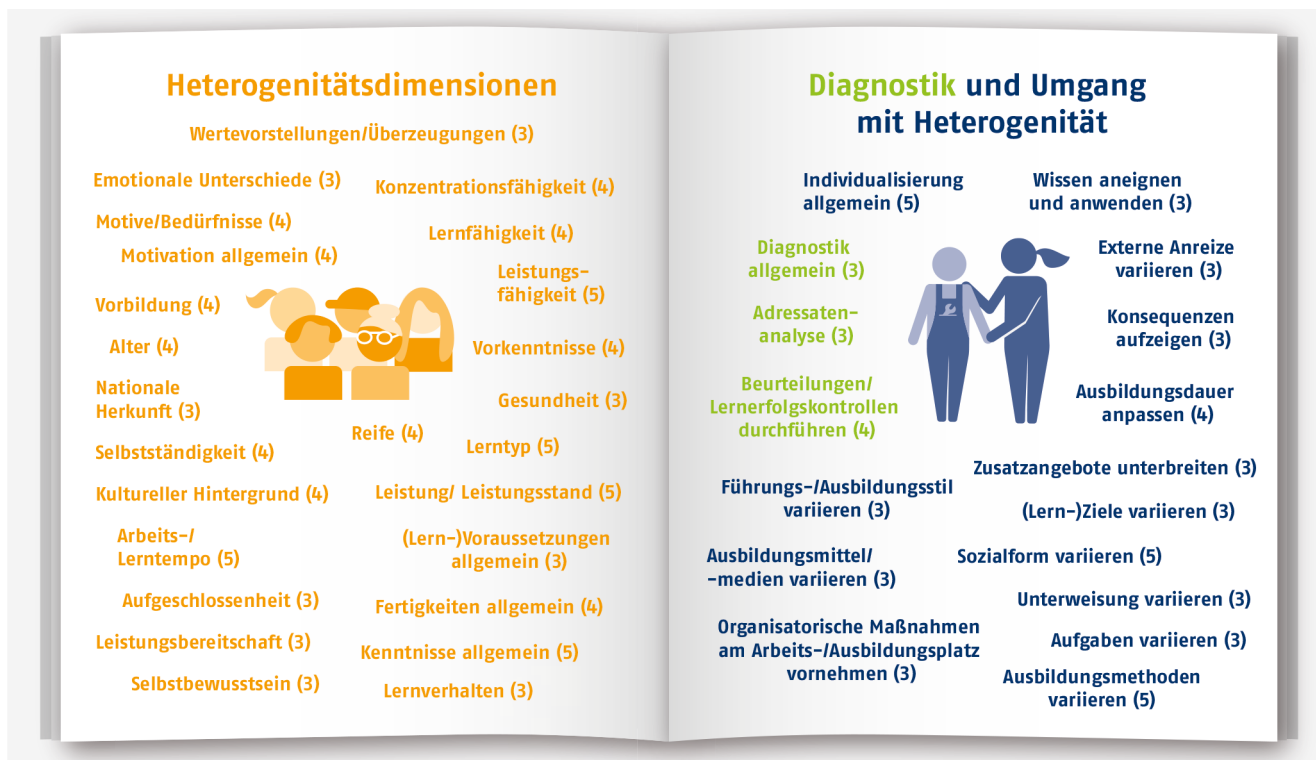 Heterogenitätsdimensionen
Wertevorstellungen/Überzeugungen (3)
Emotionale Unterschiede (3)
Konzentrationsfähigkeit (4)
Motive/Bedürfnisse (4)
Lernfähigkeit (4)
Motivation allgemein (4)
Leistungs-
fähigkeit (5)
Vorbildung (4)
Alter (4)
Vorkenntnisse (4)
Nationale
Herkunft (3)
Gesundheit (3)
Reife (4)
Lerntyp (5)
Selbstständigkeit (4)
Kultureller Hintergrund (4)
Leistung/ Leistungsstand (5)
Arbeits-/
Lerntempo (5)
(Lern-)Voraussetzungen
allgemein (3)
Aufgeschlossenheit (3)
Fertigkeiten allgemein (4)
Leistungsbereitschaft (3)
Kenntnisse allgemein (5)
Selbstbewusstsein (3)
Lernverhalten (3)
Diagnostik und Umgang
mit Heterogenität
Individualisierung
allgemein (5)
Wissen aneignen
und anwenden (3)
Diagnostik
allgemein (3)
Externe Anreize
variieren (3)
Adressaten-
analyse (3)
Konsequenzen
aufzeigen (3)
Beurteilungen/
Lernerfolgskontrollen
durchführen (4)
Ausbildungsdauer
anpassen (4)
Zusatzangebote unterbreiten (3)
Führungs-/Ausbildungsstil
variieren (3)
(Lern-)Ziele variieren (3)
Ausbildungsmittel/
-medien variieren (3)
Sozialform variieren (5)
Unterweisung variieren (3)
Organisatorische Maßnahmen
am Arbeits-/Ausbildungsplatz
vornehmen (3)
Aufgaben variieren (3)
Ausbildungsmethoden
variieren (5)